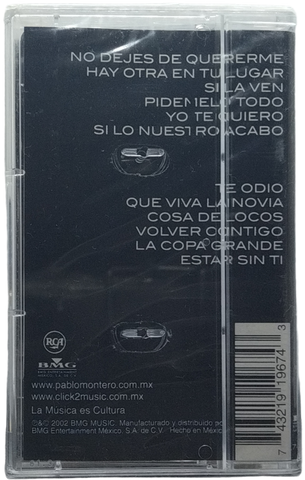 NO DEJES DE QUERERME
HAY OTRA EN TU LUGAR
SI LA VEN
PIDEMELO TODO
YO TE QUIERO
SI LO NUESTRO ACABO
TE ODIO
QUE VIVA LA NOVIA
COSA DE LOCOS
VOLVER CONTIGO
LA COPA GRANDE
ESTAR SIN TI
RCA
BMG
www.pablomontero.com.mx
www.click2music.com.mx
La Música es Cultura
℗&© 2002 BMG MUSIC. Manufacturado y distribuido por
BMG Entertainment México, S.A. de C.V. Hecho en México
7 43219 19674 3